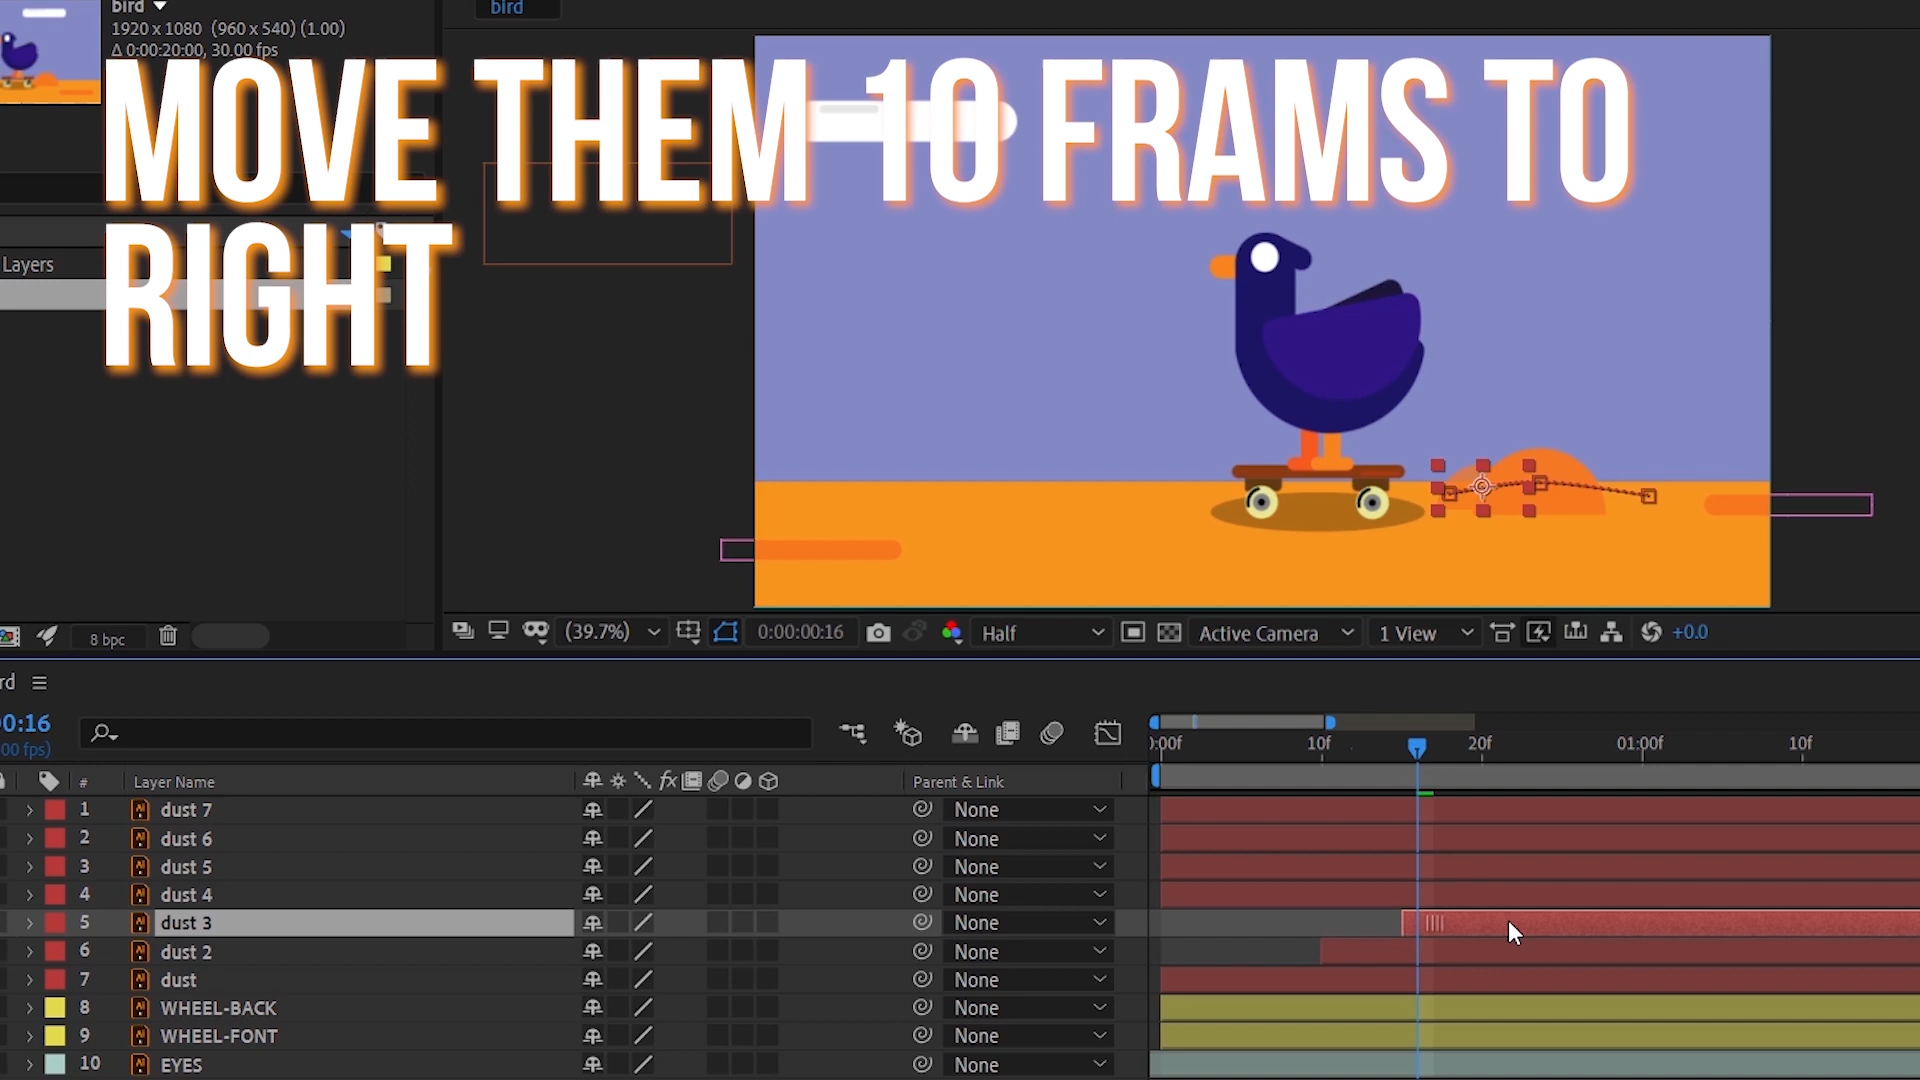 bird
bird
1920 x 1080 (960 x 540) (1.00)
Δ 0:00:20:00, 30.00 fps
MOVE THEM 10 FRAMS TO
RIGHT
Layers
8 bpc
(39.7%)
0:00:00:16
Half
Active Camera
1 View
+0.0
rd
0:16
00 fps)
:00f
10f
20f
01:00f
10f
#
Layer Name
fx
Parent & Link
1 dust 7 None
2 dust 6 None
3 dust 5 None
4 dust 4 None
5 dust 3 None
6 dust 2 None
7 dust None
8 WHEEL-BACK None
9 WHEEL-FONT None
10 EYES None